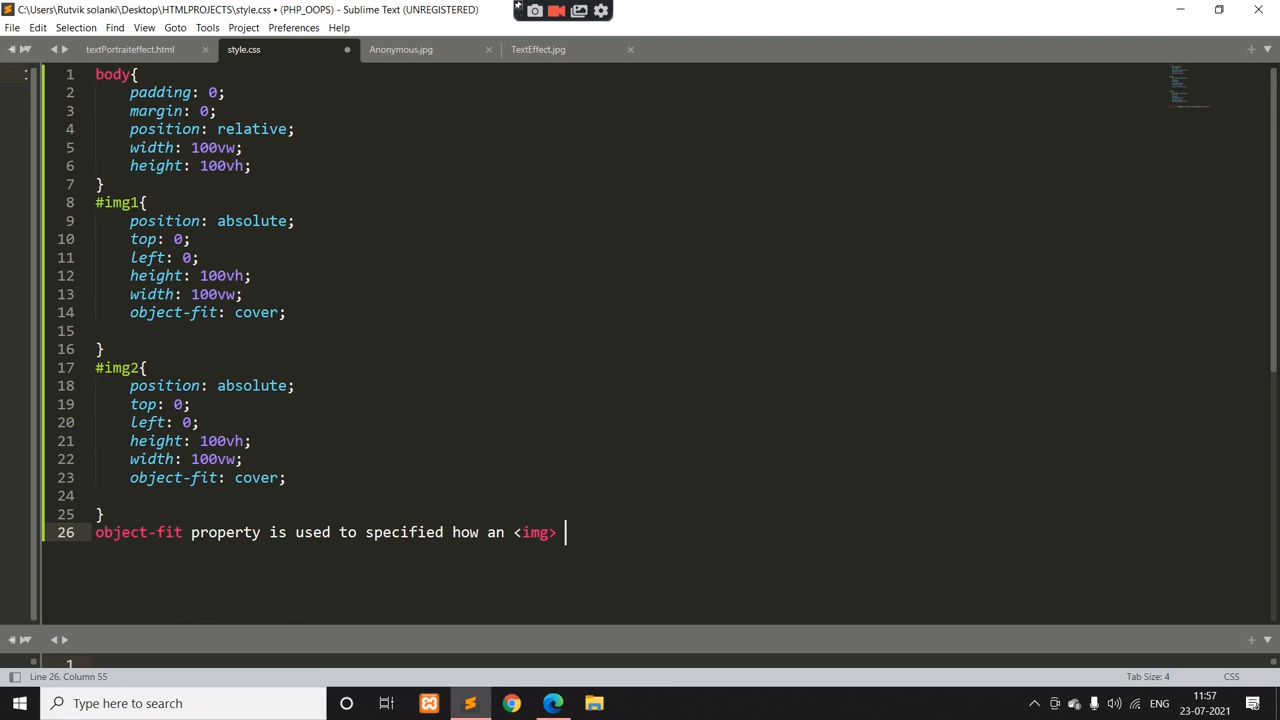 C:\Users\Rutvik solanki\Desktop\HTMLPROJECTS\style.css • (PHP_OOPS) - Sublime Text (UNREGISTERED)
File Edit Selection Find View Goto Tools Project Preferences Help
textPortraiteffect.html style.css Anonymous.jpg TextEffect.jpg
1 body{
2 padding: 0;
3 margin: 0;
4 position: relative;
5 width: 100vw;
6 height: 100vh;
7 }
8 #img1{
9 position: absolute;
10 top: 0;
11 left: 0;
12 height: 100vh;
13 width: 100vw;
14 object-fit: cover;
15
16 }
17 #img2{
18 position: absolute;
19 top: 0;
20 left: 0;
21 height: 100vh;
22 width: 100vw;
23 object-fit: cover;
24
25 }
26 object-fit property is used to specified how an <img>
1
Line 26, Column 55 Tab Size: 4 CSS
Type here to search ENG 11:57
23-07-2021